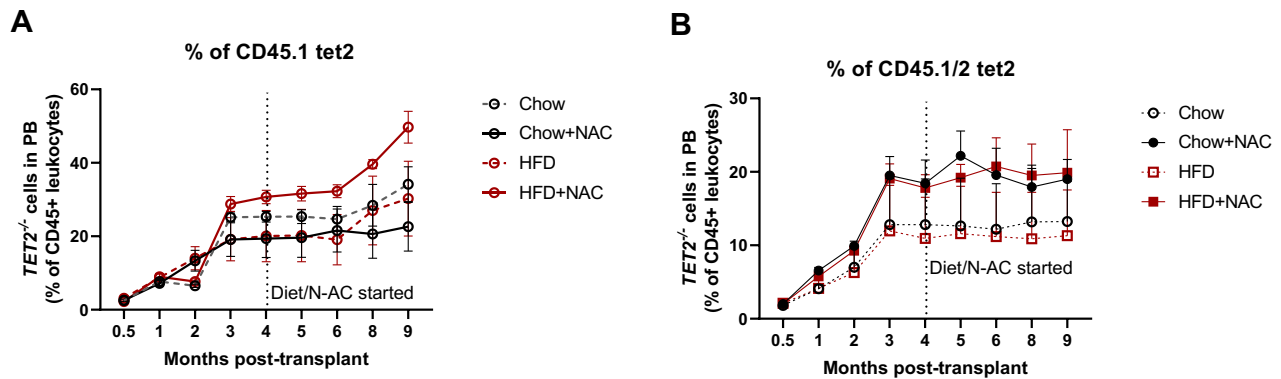 A
% of CD45.1 tet2
TET2-/- cells in PB
(% of CD45+ leukocytes)
60
40
20
0
0.5 1 2 3 4 5 6 8 9
Months post-transplant
Diet/N-AC started
Chow
Chow+NAC
HFD
HFD+NAC
B
% of CD45.1/2 tet2
TET2-/- cells in PB
(% of CD45+ leukocytes)
30
20
10
0
0.5 1 2 3 4 5 6 8 9
Months post-transplant
Diet/N-AC started
Chow
Chow+NAC
HFD
HFD+NAC